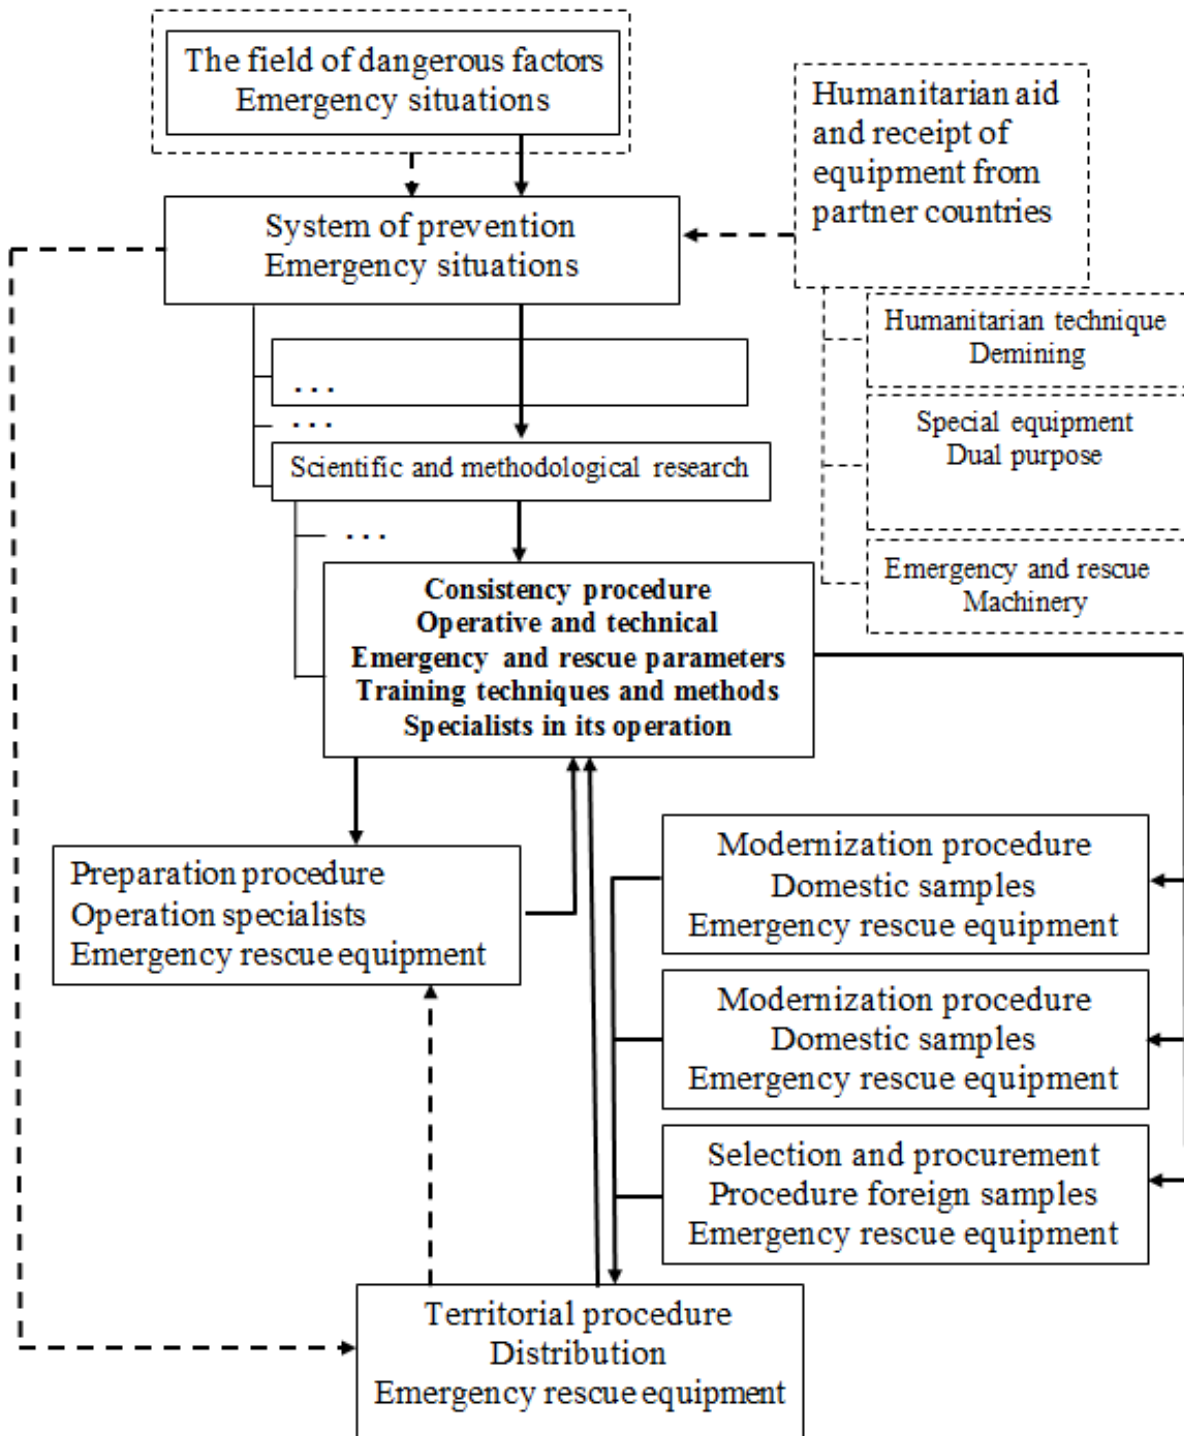 The field of dangerous factors
Emergency situations
Humanitarian aid
and receipt of
equipment from
partner countries
System of prevention
Emergency situations
Humanitarian technique
Demining
. . .
. . .
Special equipment
Dual purpose
Scientific and methodological research
. . .
Emergency and rescue
Machinery
Consistency procedure
Operative and technical
Emergency and rescue parameters
Training techniques and methods
Specialists in its operation
Preparation procedure
Operation specialists
Emergency rescue equipment
Modernization procedure
Domestic samples
Emergency rescue equipment
Modernization procedure
Domestic samples
Emergency rescue equipment
Selection and procurement
Procedure foreign samples
Emergency rescue equipment
Territorial procedure
Distribution
Emergency rescue equipment